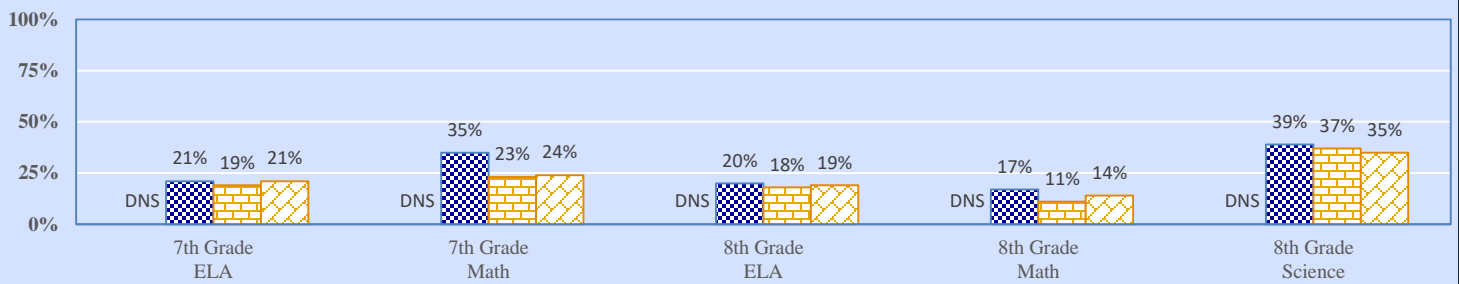 100%
75%
50%
25%
0%
DNS 21% 19% 21%
DNS 35% 23% 24%
DNS 20% 18% 19%
DNS 17% 11% 14%
DNS 39% 37% 35%
7th Grade
ELA
7th Grade
Math
8th Grade
ELA
8th Grade
Math
8th Grade
Science